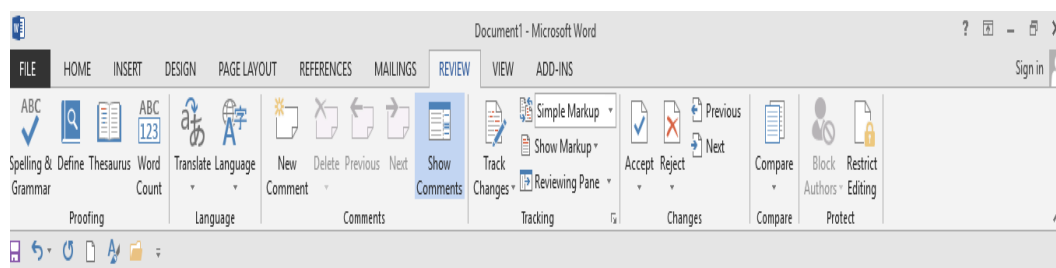 Document1 - Microsoft Word
?
FILE HOME INSERT DESIGN PAGE LAYOUT REFERENCES MAILINGS REVIEW VIEW ADD-INS Sign in
ABC ABC 123 字 Simple Markup Previous
Show Markup Next
Spelling & Define Thesaurus Word Translate Language New Delete Previous Next Show Track Reviewing Pane Accept Reject Compare Block Restrict
Grammar Count Comment Comments Changes Authors Editing
Proofing Language Comments Tracking Changes Compare Protect